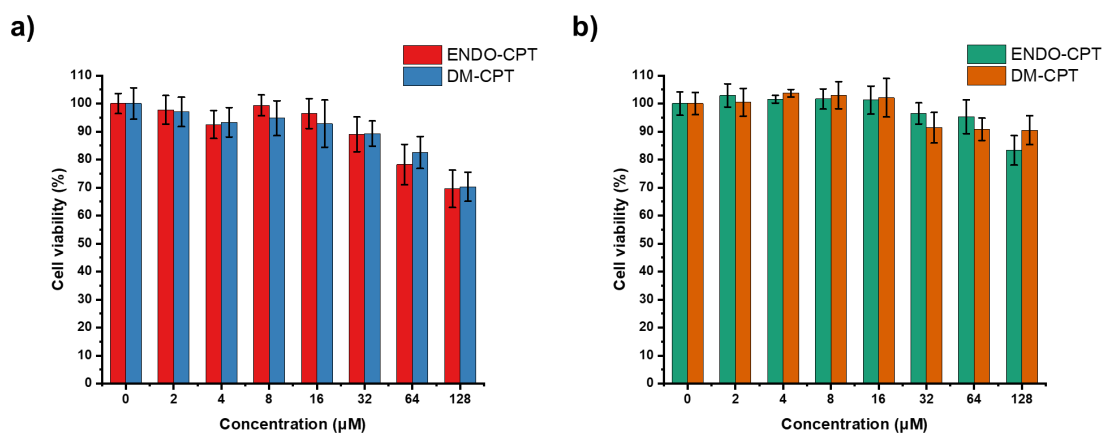 a)
ENDO-CPT
DM-CPT
110
100
90
80
70
60
50
40
30
20
10
0
Cell viability (%)
0 2 4 8 16 32 64 128
Concentration (µM)
b)
ENDO-CPT
DM-CPT
110
100
90
80
70
60
50
40
30
20
10
0
Cell viability (%)
0 2 4 8 16 32 64 128
Concentration (µM)